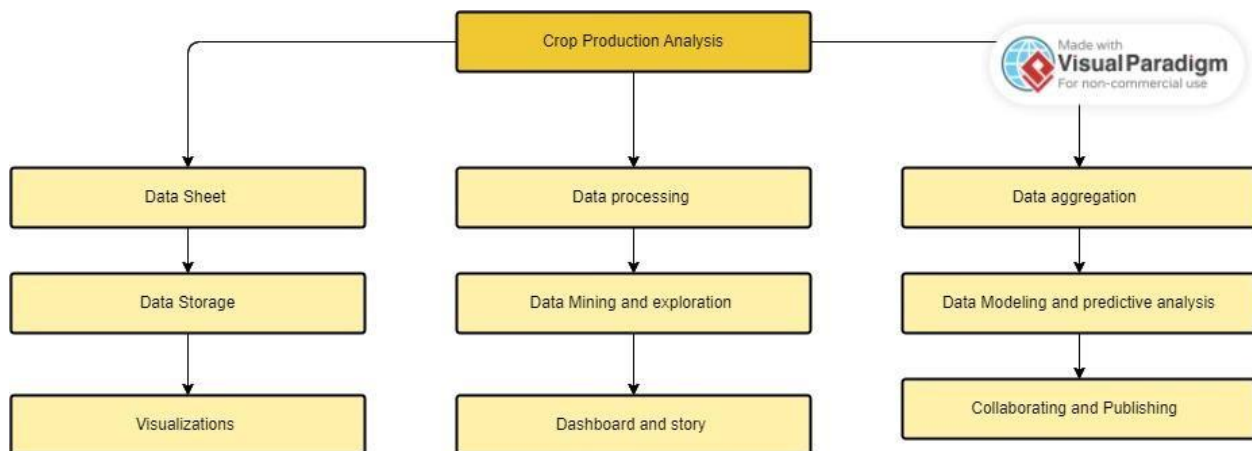 Crop Production Analysis
Made with
Visual Paradigm
For non-commercial use
Data Sheet
Data processing
Data aggregation
Data Storage
Data Mining and exploration
Data Modeling and predictive analysis
Visualizations
Dashboard and story
Collaborating and Publishing